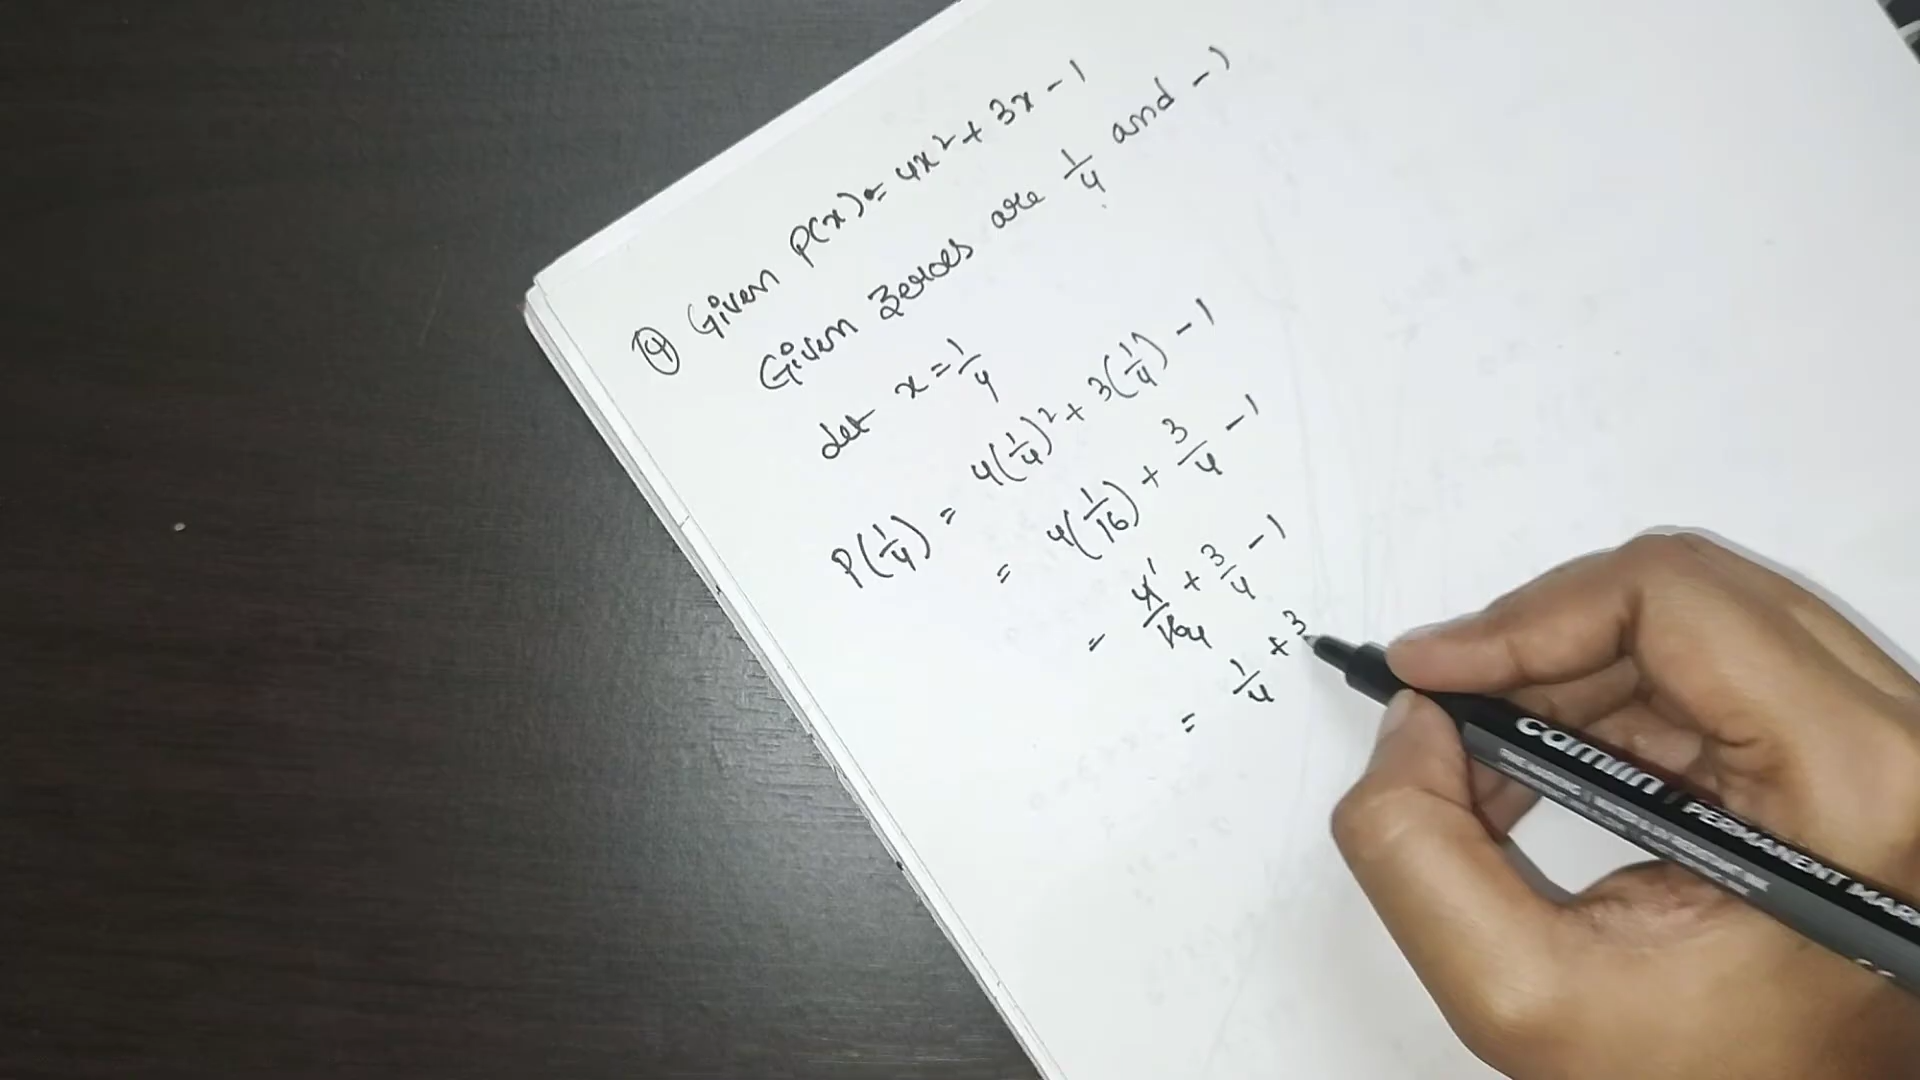 ④ Given P(x) = 4x² + 3x - 1
Given zeroes are 1/4 and -1
Let x = 1/4
P(1/4) = 4(1/4)² + 3(1/4) - 1
= 4(1/16) + 3/4 - 1
= 4¹/16₄ + 3/4 - 1
= 1/4 + 3
camlin PERMANENT MAR